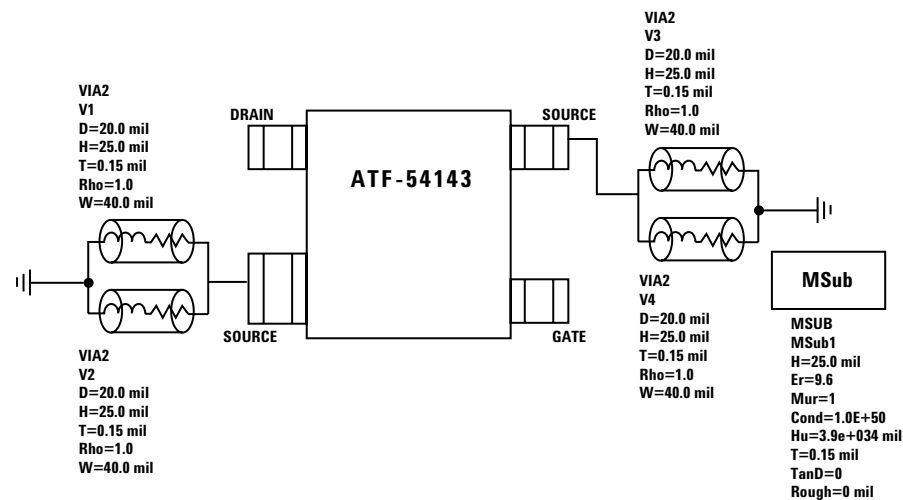 VIA2
V1
D=20.0 mil
H=25.0 mil
T=0.15 mil
Rho=1.0
W=40.0 mil
VIA2
V2
D=20.0 mil
H=25.0 mil
T=0.15 mil
Rho=1.0
W=40.0 mil
DRAIN
SOURCE
ATF-54143
SOURCE
GATE
VIA2
V3
D=20.0 mil
H=25.0 mil
T=0.15 mil
Rho=1.0
W=40.0 mil
VIA2
V4
D=20.0 mil
H=25.0 mil
T=0.15 mil
Rho=1.0
W=40.0 mil
MSub
MSUB
MSub1
H=25.0 mil
Er=9.6
Mur=1
Cond=1.0E+50
Hu=3.9e+034 mil
T=0.15 mil
TanD=0
Rough=0 mil